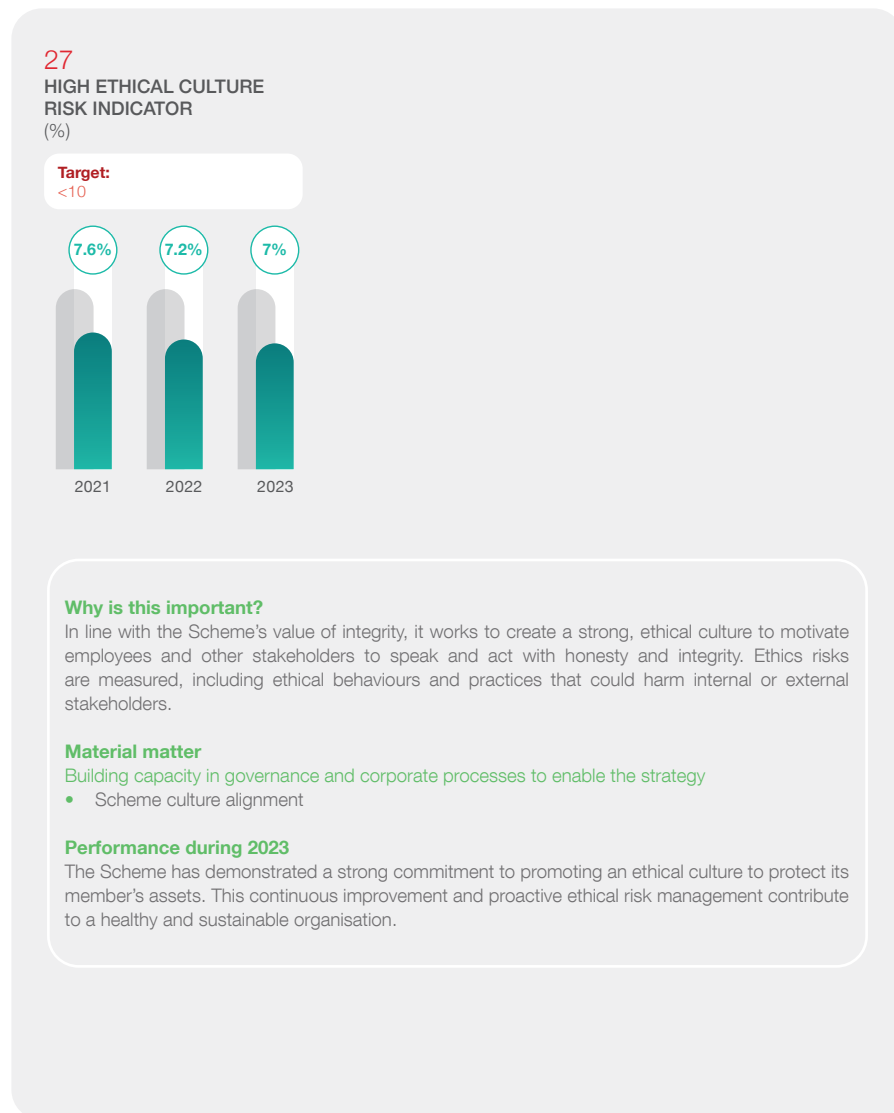 27
HIGH ETHICAL CULTURE
RISK INDICATOR
(%)
Target:
<10
7.6% 7.2% 7%
2021 2022 2023
Why is this important?
In line with the Scheme's value of integrity, it works to create a strong, ethical culture to motivate
employees and other stakeholders to speak and act with honesty and integrity. Ethics risks
are measured, including ethical behaviours and practices that could harm internal or external
stakeholders.
Material matter
Building capacity in governance and corporate processes to enable the strategy
• Scheme culture alignment
Performance during 2023
The Scheme has demonstrated a strong commitment to promoting an ethical culture to protect its
member's assets. This continuous improvement and proactive ethical risk management contribute
to a healthy and sustainable organisation.